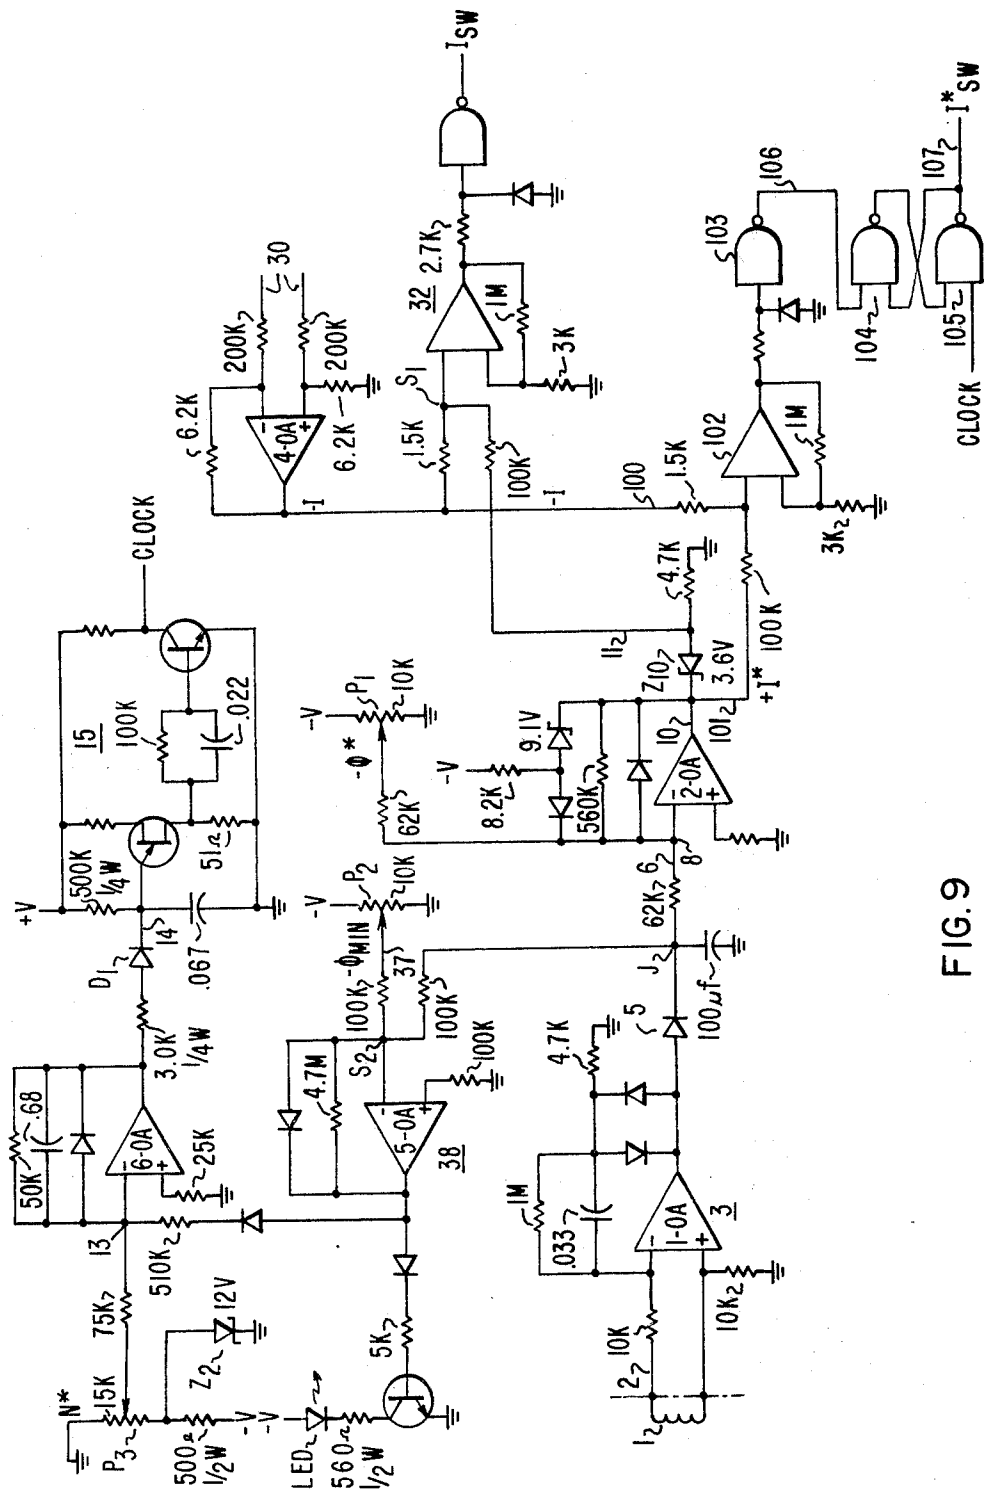 I SW
I* SW
CLOCK
107
106
103
104
105
2.7K
32
1M
3K
S1
200K
30
200K
6.2K
6.2K
4-OA
-
+
1.5K
100K
-I
-I
100
1.5K
102
1M
3K
100K
+I*
101
CLOCK
15
100K
.022
51Ω
+V
500K
1/4W
14
.067
D1
3.0K
1/4W
.68
50K
6-OA
-
+
25K
13
510K
75K
N*
15K
P3
Z2
12V
500Ω
1/2W
-V
-V
LED
560Ω
1/2W
5K
-V
P1
10K
-Φ*
62K
-V
8.2K
9.1V
560K
2-OA
-
+
10
Z10
3.6V
4.7K
11
6
8
62K
-V
P2
10K
-ΦMIN
37
100K
100K
S2
4.7M
5-OA
-
+
100K
38
J2
100μf
5
4.7K
1M
.033
1-OA
-
+
3
10K
10K
2
1
FIG. 9